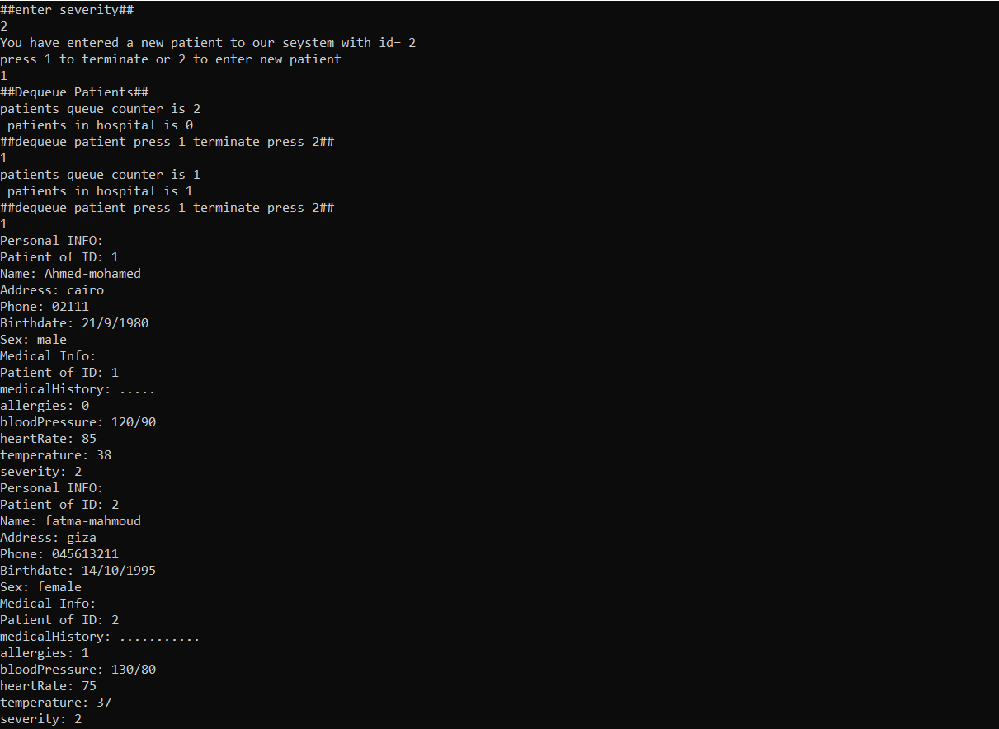 ##enter severity##
2
You have entered a new patient to our seystem with id= 2
press 1 to terminate or 2 to enter new patient
1
##Dequeue Patients##
patients queue counter is 2
 patients in hospital is 0
##dequeue patient press 1 terminate press 2##
1
patients queue counter is 1
 patients in hospital is 1
##dequeue patient press 1 terminate press 2##
1
Personal INFO:
Patient of ID: 1
Name: Ahmed-mohamed
Address: cairo
Phone: 02111
Birthdate: 21/9/1980
Sex: male
Medical Info:
Patient of ID: 1
medicalHistory: .....
allergies: 0
bloodPressure: 120/90
heartRate: 85
temperature: 38
severity: 2
Personal INFO:
Patient of ID: 2
Name: fatma-mahmoud
Address: giza
Phone: 045613211
Birthdate: 14/10/1995
Sex: female
Medical Info:
Patient of ID: 2
medicalHistory: ...........
allergies: 1
bloodPressure: 130/80
heartRate: 75
temperature: 37
severity: 2